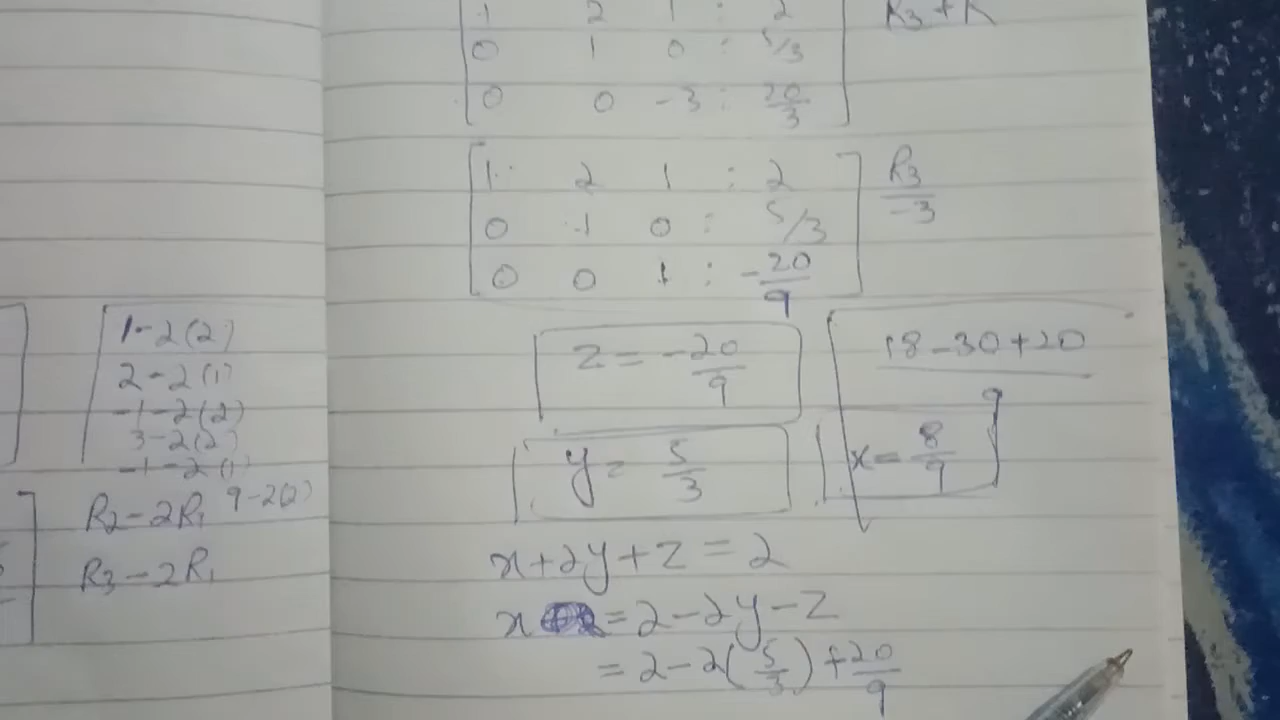 1 2 1 : 2
0 1 0 : 5/3
0 0 -3 : 20/3
1 2 1 : 2 R3/-3
0 1 0 : 5/3
0 0 1 : -20/9
z = -20/9
y = 5/3
18-30+20/9
x = 8/9
x+2y+z = 2
x = 2-2y-z
= 2-2(5/3)+20/9
1-2(2)
2-2(1)
-1-2(2)
3-2(2)
-1-2(1)
9-2(2)
R2-2R1
R3-2R1